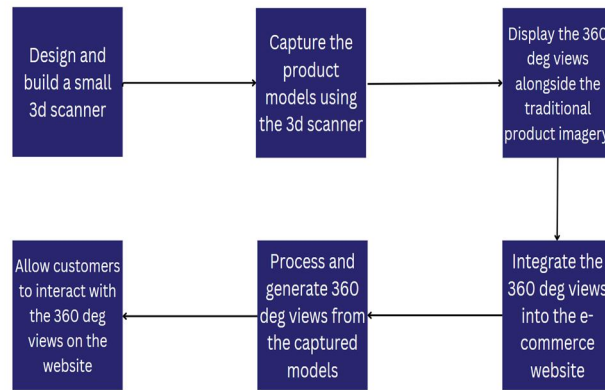 Design and
build a small
3d scanner
Capture the
product
models using
the 3d scanner
Display the 360
deg views
alongside the
traditional
product imagery
Integrate the
360 deg views
into the e-
commerce
website
Process and
generate 360
deg views from
the captured
models
Allow customers
to interact with
the 360 deg
views on the
website